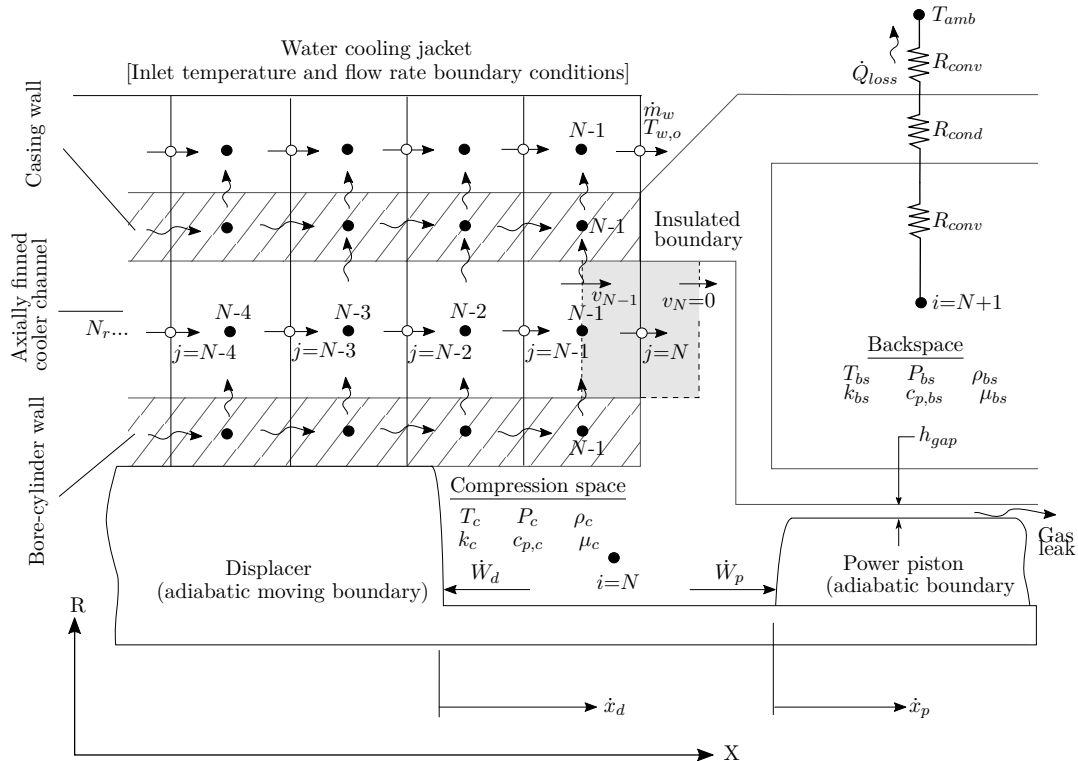 Water cooling jacket
[Inlet temperature and flow rate boundary conditions]
T_amb
R_conv
Q̇_loss
R_cond
R_conv
i=N+1
Casing wall
Axially finned
cooler channel
Bore-cylinder wall
N-1
ṁ_w
T_w,o
N-1
Insulated
boundary
v_N−1
v_N=0
N_r...
N-4
N-3
N-2
N-1
j=N-4
j=N-3
j=N-2
j=N-1
j=N
N-1
Backspace
T_bs P_bs ρ_bs
k_bs c_p,bs μ_bs
h_gap
Compression space
T_c P_c ρ_c
k_c c_p,c μ_c
i=N
Ẇ_d
Ẇ_p
Gas
leak
Displacer
(adiabatic moving boundary)
Power piston
(adiabatic boundary
R
ẋ_d
ẋ_p
X